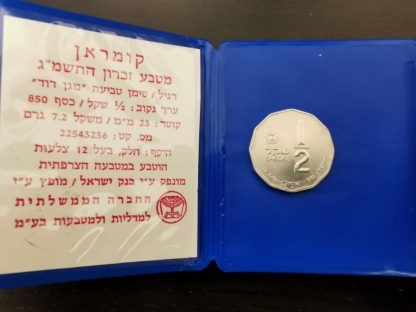 קומראן
מטבע זכרון התשמ"ג
רגיל / סימן טביעה "מגן דוד"
ערך נקוב: ½ שקל / כסף 850
קוטר: 23 מ"מ / משקל 7.2 גרם
מס. קט: 22543236
היקף: חלק, בעל 12 צלעות
הוטבע במטבעה הצרפתית
מונפק ע"י בנק ישראל / מופץ ע"י
החברה הממשלתית
למדליות ולמטבעות בע"מ
1/2
שקל